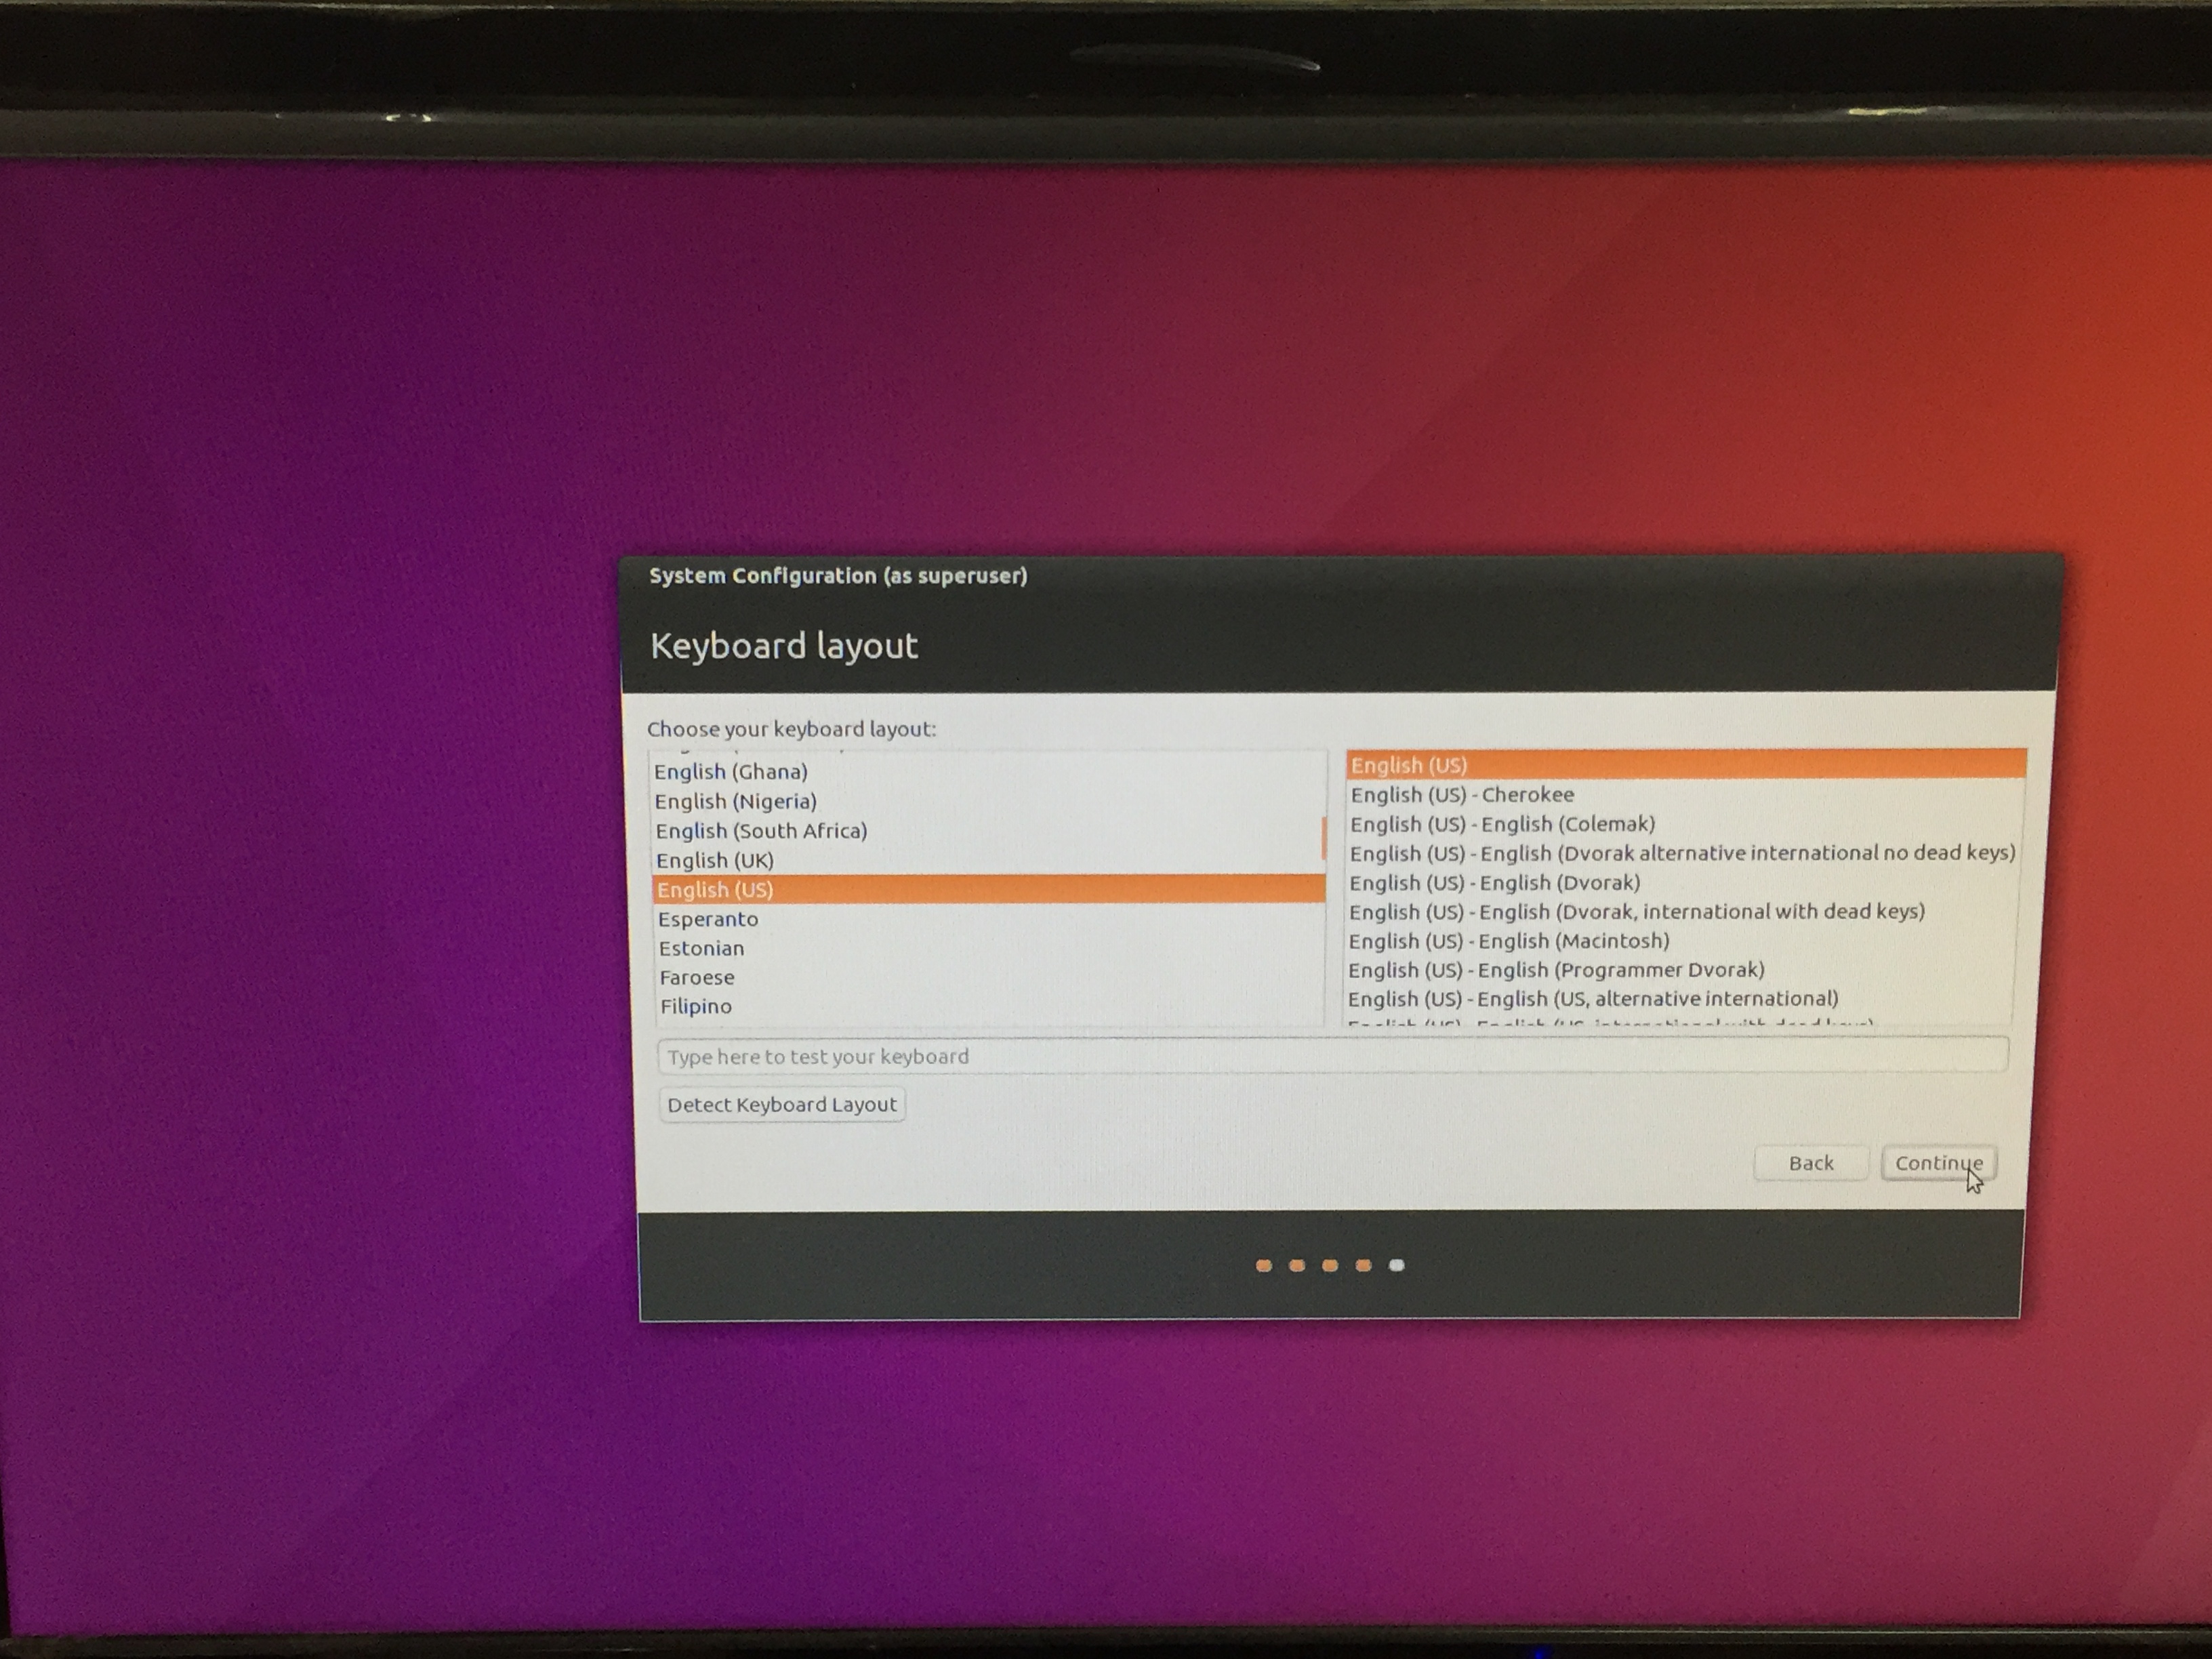 System Configuration (as superuser)
Keyboard layout
Choose your keyboard layout:
English (Ghana)
English (Nigeria)
English (South Africa)
English (UK)
English (US)
Esperanto
Estonian
Faroese
Filipino
English (US)
English (US) - Cherokee
English (US) - English (Colemak)
English (US) - English (Dvorak alternative international no dead keys)
English (US) - English (Dvorak)
English (US) - English (Dvorak, international with dead keys)
English (US) - English (Macintosh)
English (US) - English (Programmer Dvorak)
English (US) - English (US, alternative international)
Type here to test your keyboard
Detect Keyboard Layout
Back
Continue